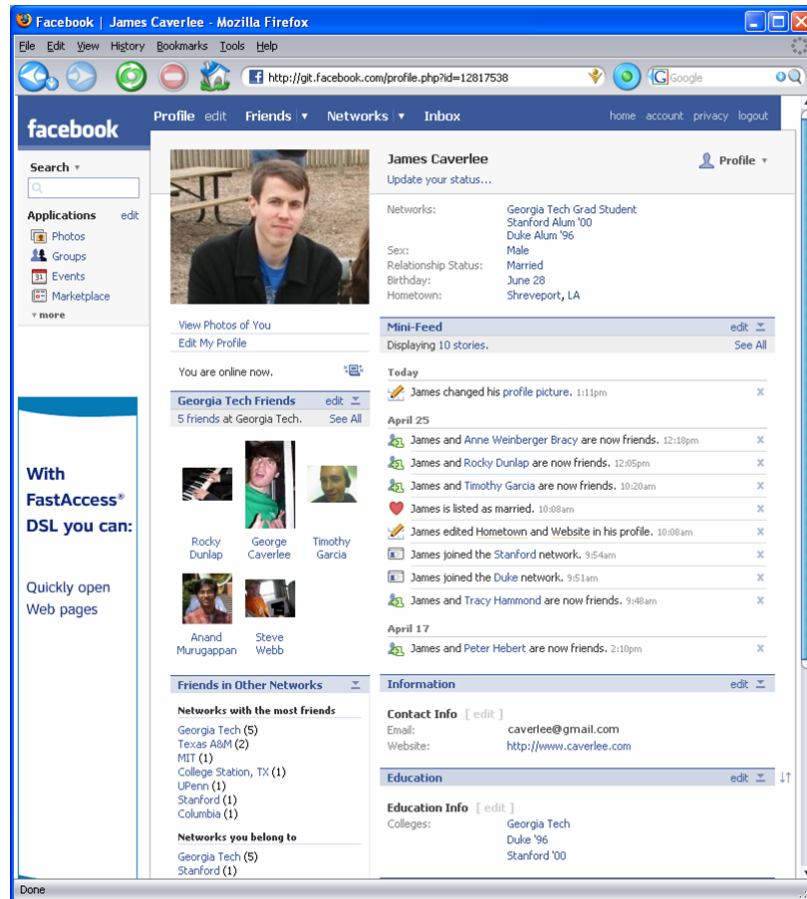 Facebook | James Caverlee - Mozilla Firefox
File Edit View History Bookmarks Tools Help
http://git.facebook.com/profile.php?id=12817538
Google
facebook
Profile edit Friends Networks Inbox
home account privacy logout
Search
Applications edit
Photos
Groups
31 Events
Marketplace
more
With
FastAccess®
DSL you can:
Quickly open
Web pages
View Photos of You
Edit My Profile
You are online now.
Georgia Tech Friends edit
5 friends at Georgia Tech. See All
Rocky Dunlap
George Caverlee
Timothy Garcia
Anand Murugappan
Steve Webb
Friends in Other Networks
Networks with the most friends
Georgia Tech (5)
Texas A&M (2)
MIT (1)
College Station, TX (1)
UPenn (1)
Stanford (1)
Columbia (1)
Networks you belong to
Georgia Tech (5)
Stanford (1)
James Caverlee
Profile
Update your status...
Networks: Georgia Tech Grad Student
Stanford Alum '00
Duke Alum '96
Sex: Male
Relationship Status: Married
Birthday: June 28
Hometown: Shreveport, LA
Mini-Feed edit
Displaying 10 stories. See All
Today
James changed his profile picture. 1:11pm x
April 25
James and Anne Weinberger Bracy are now friends. 12:18pm x
James and Rocky Dunlap are now friends. 12:05pm x
James and Timothy Garcia are now friends. 10:20am x
James is listed as married. 10:08am x
James edited Hometown and Website in his profile. 10:08am x
James joined the Stanford network. 9:54am x
James joined the Duke network. 9:51am x
James and Tracy Hammond are now friends. 9:48am x
April 17
James and Peter Hebert are now friends. 2:10pm x
Information edit
Contact Info [ edit ]
Email: caverlee@gmail.com
Website: http://www.caverlee.com
Education edit
Education Info [ edit ]
Colleges: Georgia Tech
Duke '96
Stanford '00
Done